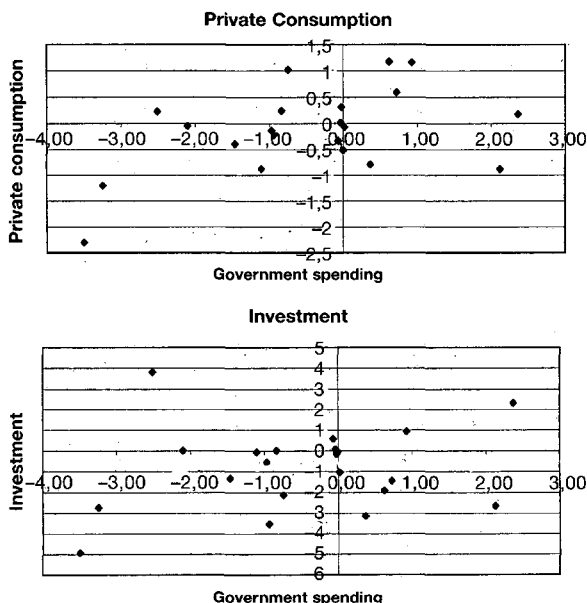 Private Consumption
Private consumption
1,5
1
0,5
0
−4,00 −3,00 −2,00 −1,00 0,00 1,00 2,00 3,00
−0,5
−1
−1,5
−2
−2,5
Government spending
Investment
Investment
5
4
3
2
1
0
−4,00 −3,00 −2,00 −1,00 0,00 1,00 2,00 3,00
−1
−2
−3
−4
−5
6
Government spending